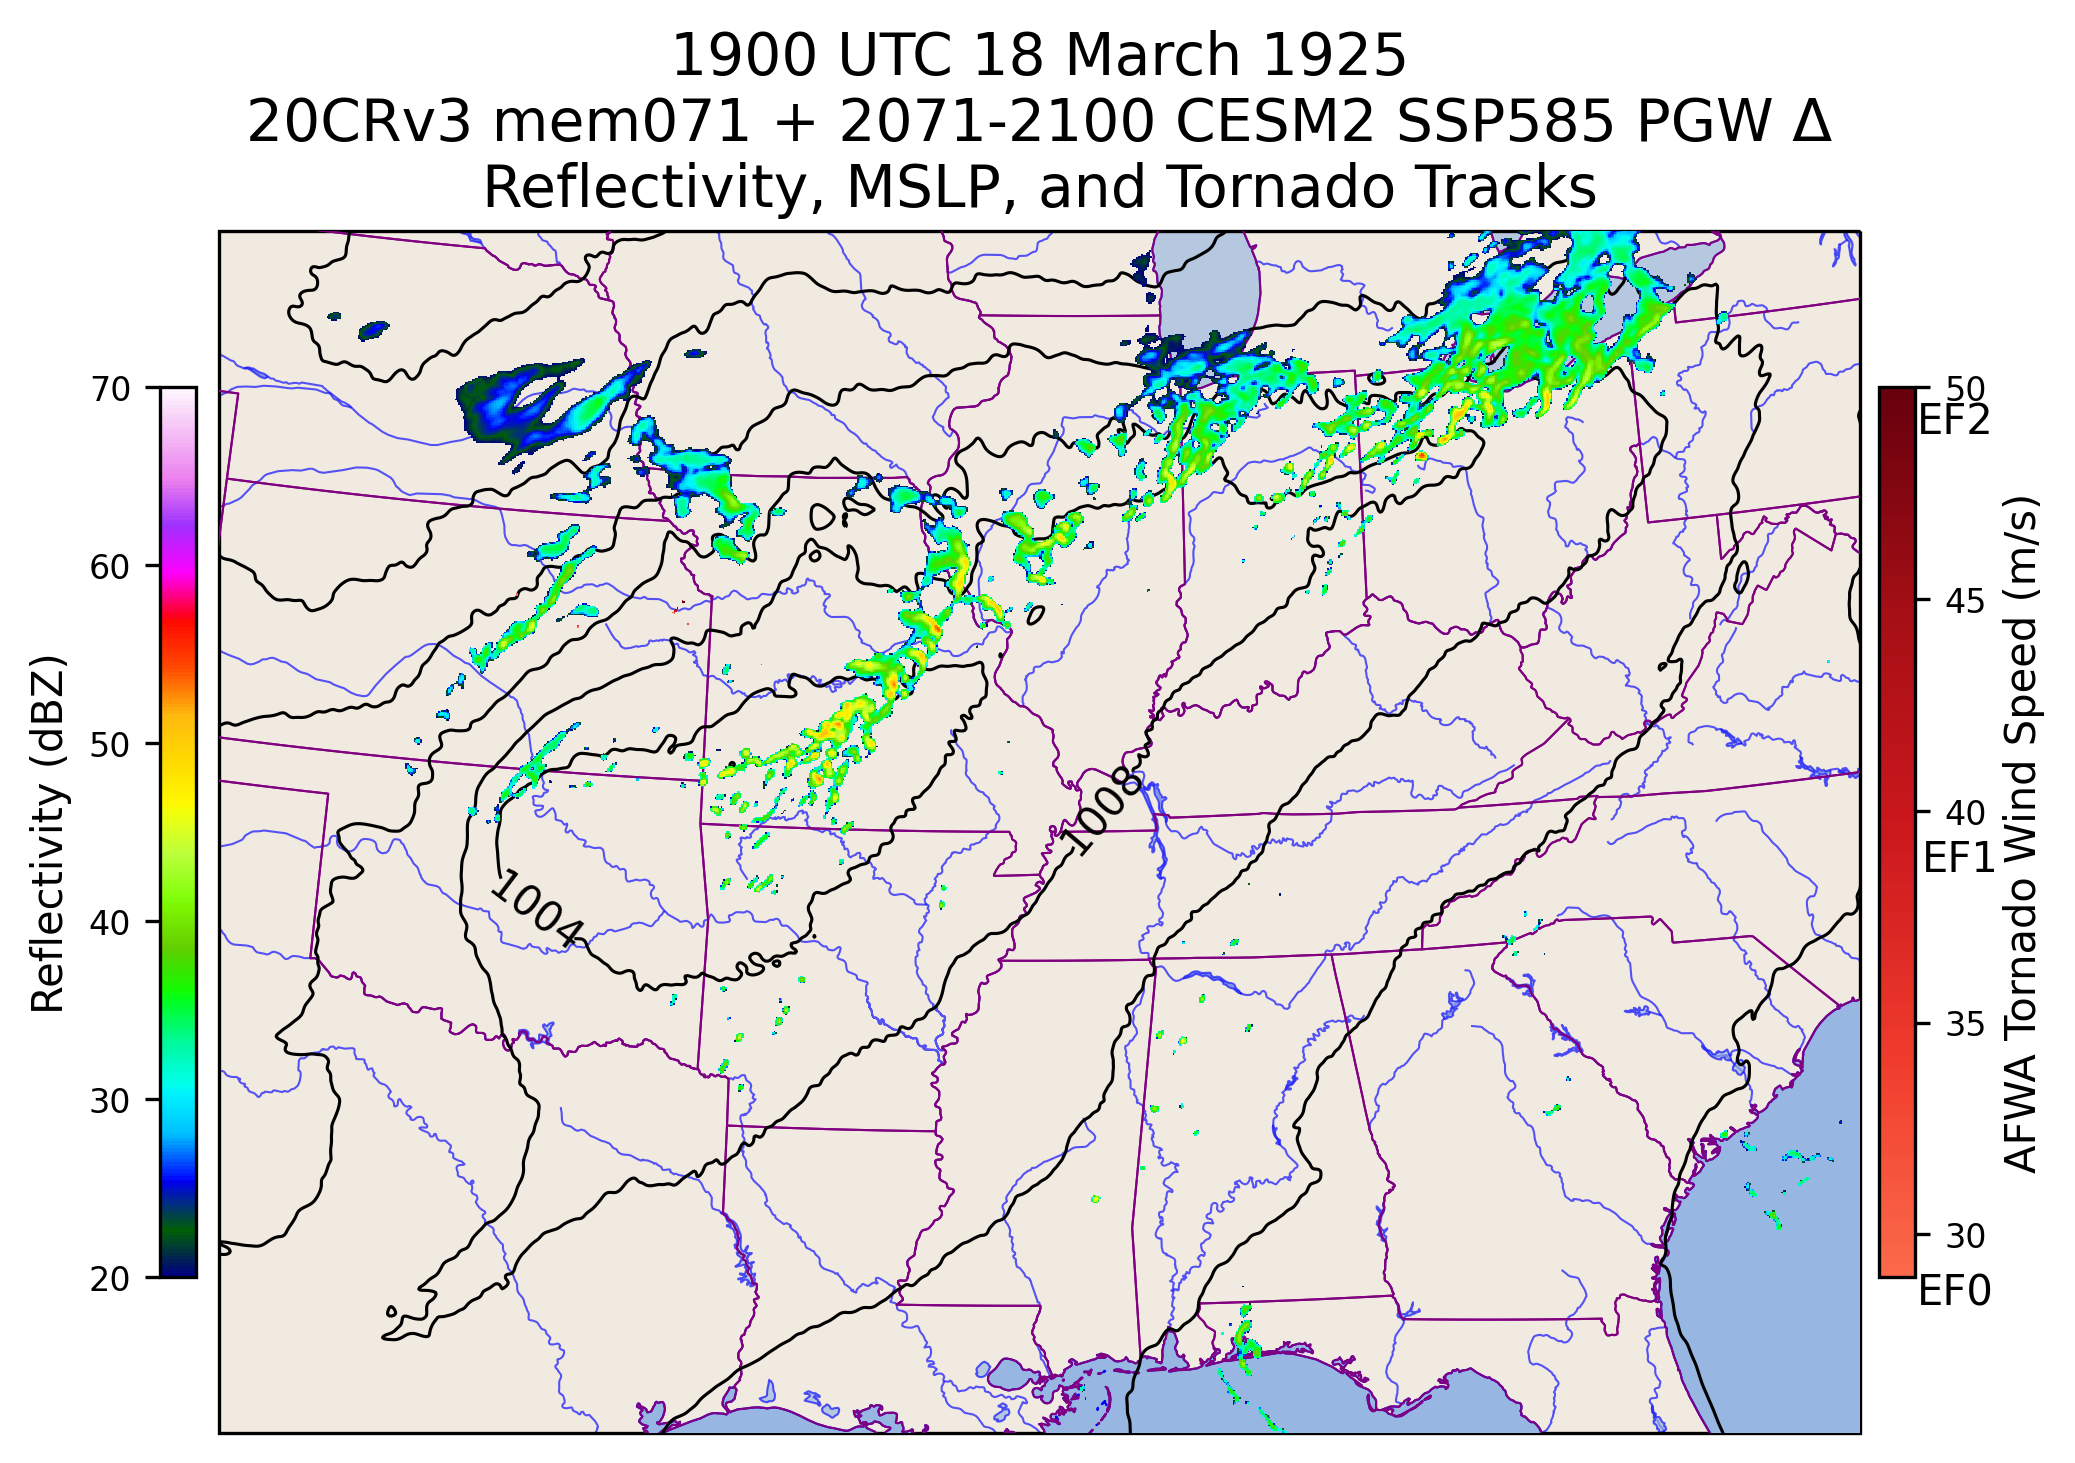 1900 UTC 18 March 1925
20CRv3 mem071 + 2071-2100 CESM2 SSP585 PGW Δ
Reflectivity, MSLP, and Tornado Tracks
70
60
50
40
30
20
Reflectivity (dBZ)
1004
1008
50
EF2
45
40
EF1
35
30
EF0
AFWA Tornado Wind Speed (m/s)